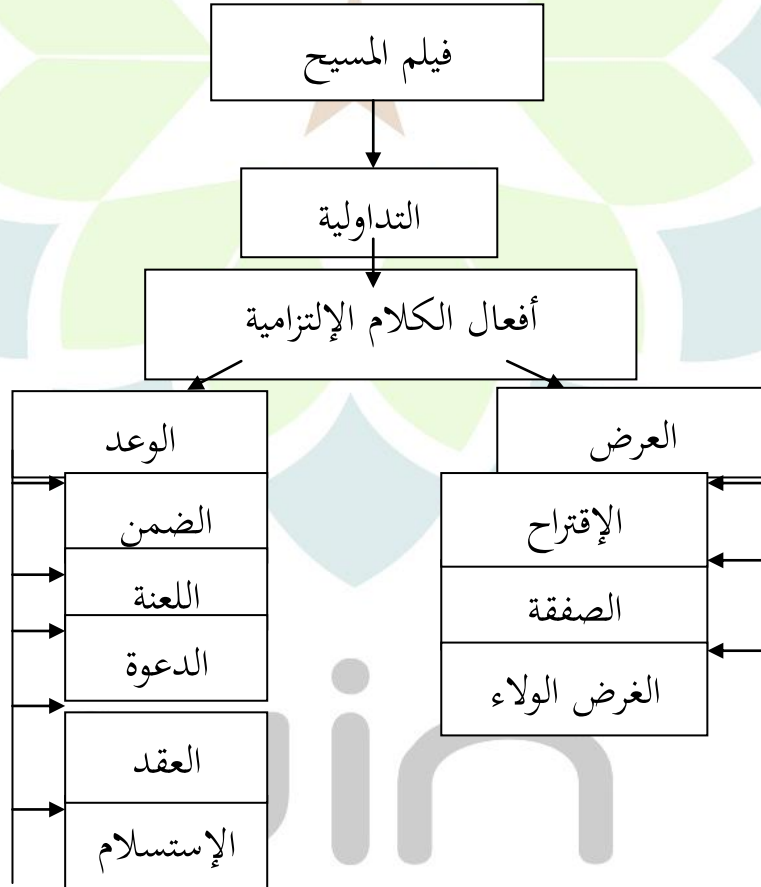 فيلم المسيح
التداولية
أفعال الكلام الإلتزامية
العرض
الإقتراح
الصفقة
الغرض الولاء
الوعد
الضمن
اللعنة
الدعوة
العقد
الإستسلام